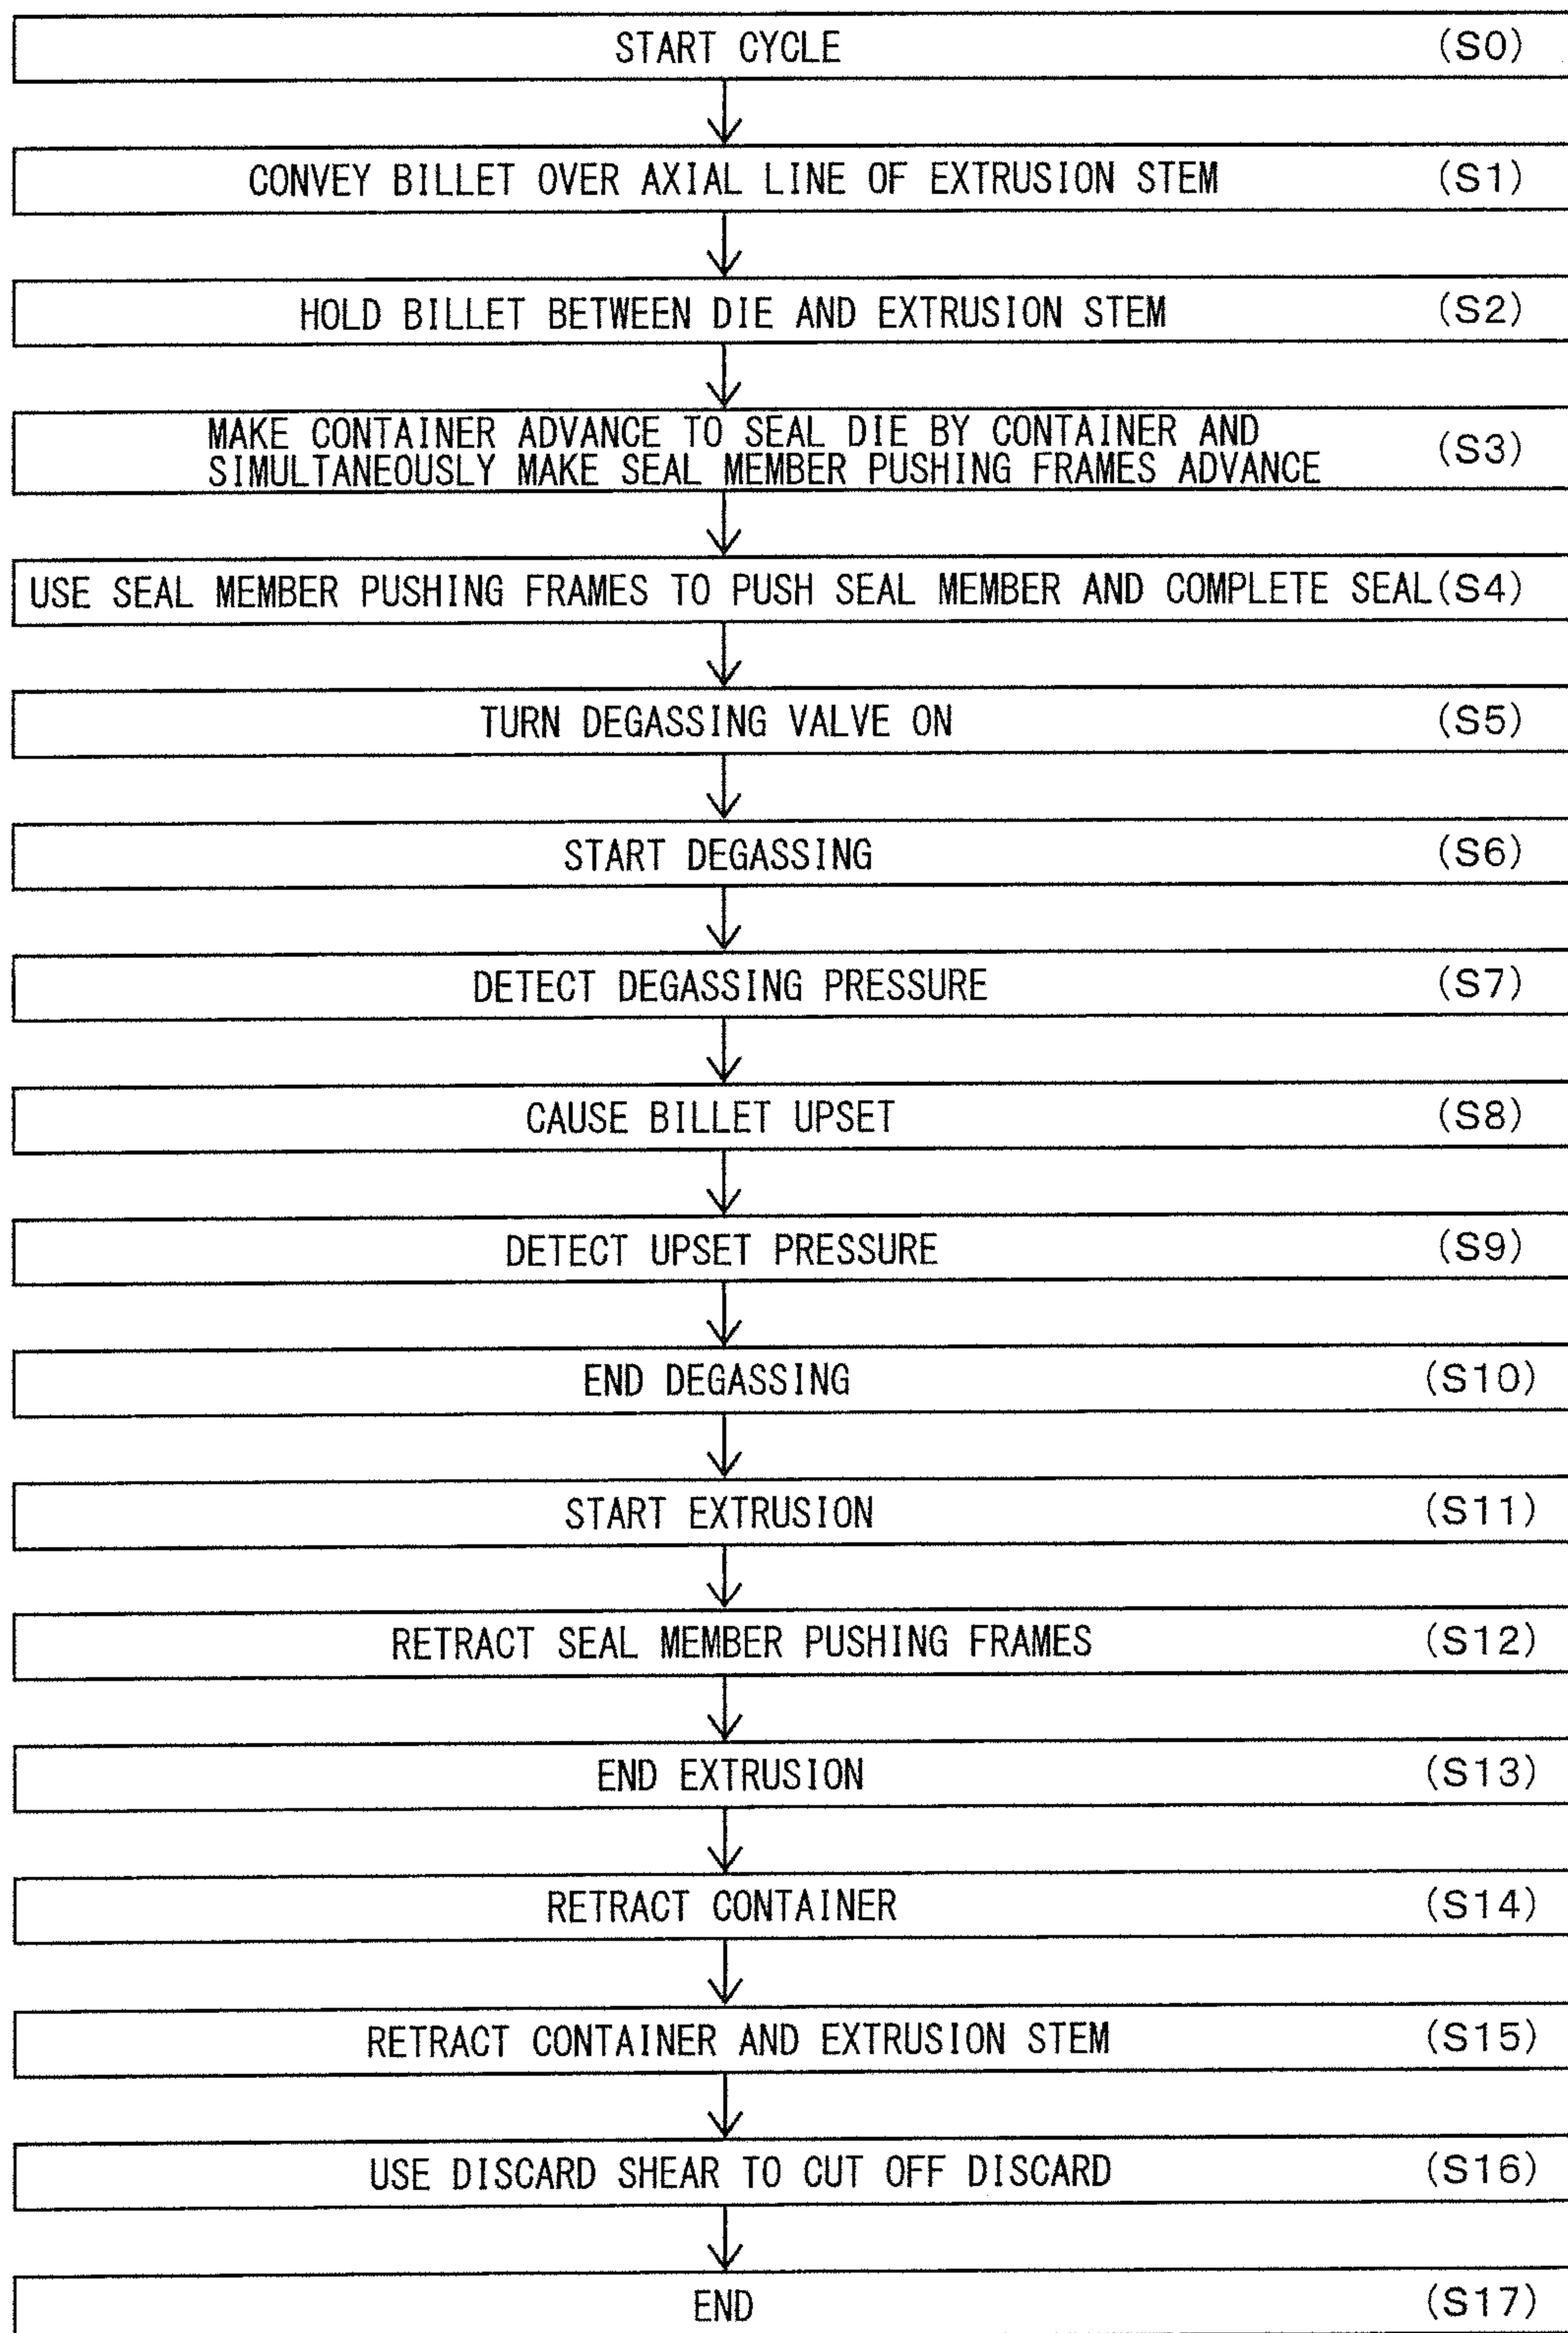 START CYCLE (S0)
CONVEY BILLET OVER AXIAL LINE OF EXTRUSION STEM (S1)
HOLD BILLET BETWEEN DIE AND EXTRUSION STEM (S2)
MAKE CONTAINER ADVANCE TO SEAL DIE BY CONTAINER AND
SIMULTANEOUSLY MAKE SEAL MEMBER PUSHING FRAMES ADVANCE (S3)
USE SEAL MEMBER PUSHING FRAMES TO PUSH SEAL MEMBER AND COMPLETE SEAL (S4)
TURN DEGASSING VALVE ON (S5)
START DEGASSING (S6)
DETECT DEGASSING PRESSURE (S7)
CAUSE BILLET UPSET (S8)
DETECT UPSET PRESSURE (S9)
END DEGASSING (S10)
START EXTRUSION (S11)
RETRACT SEAL MEMBER PUSHING FRAMES (S12)
END EXTRUSION (S13)
RETRACT CONTAINER (S14)
RETRACT CONTAINER AND EXTRUSION STEM (S15)
USE DISCARD SHEAR TO CUT OFF DISCARD (S16)
END (S17)